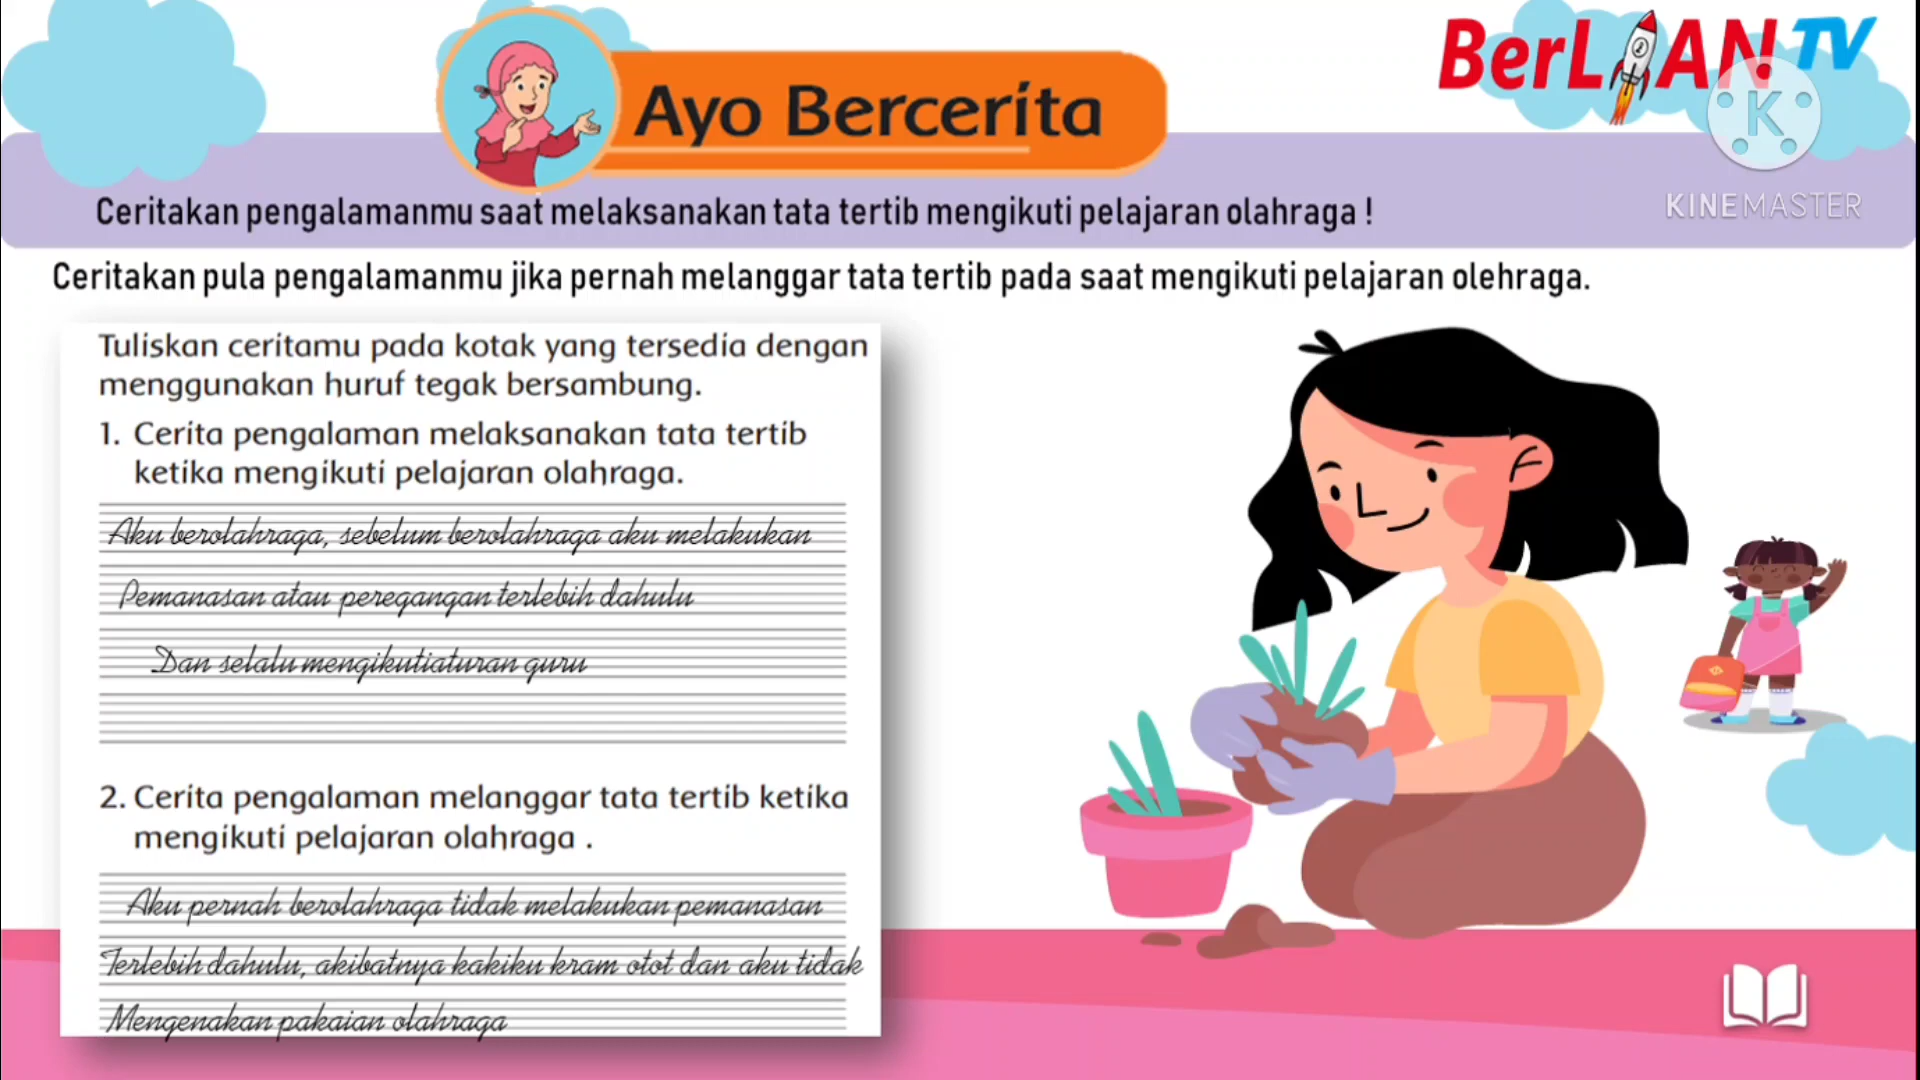 BerLIAN TV
Ayo Bercerita
K
KINEMASTER
Ceritakan pengalamanmu saat melaksanakan tata tertib mengikuti pelajaran olahraga !
Ceritakan pula pengalamanmu jika pernah melanggar tata tertib pada saat mengikuti pelajaran olehraga.
Tuliskan ceritamu pada kotak yang tersedia dengan
menggunakan huruf tegak bersambung.
1. Cerita pengalaman melaksanakan tata tertib
ketika mengikuti pelajaran olahraga.
Aku berolahraga, sebelum berolahraga aku melakukan
Pemanasan atau peregangan terlebih dahulu
Dan selalu mengikutiaturan guru
2. Cerita pengalaman melanggar tata tertib ketika
mengikuti pelajaran olahraga .
Aku pernah berolahraga tidak melakukan pemanasan
Terlebih dahulu, akibatnya kakiku kram otot dan aku tidak
Mengenakan pakaian olahraga